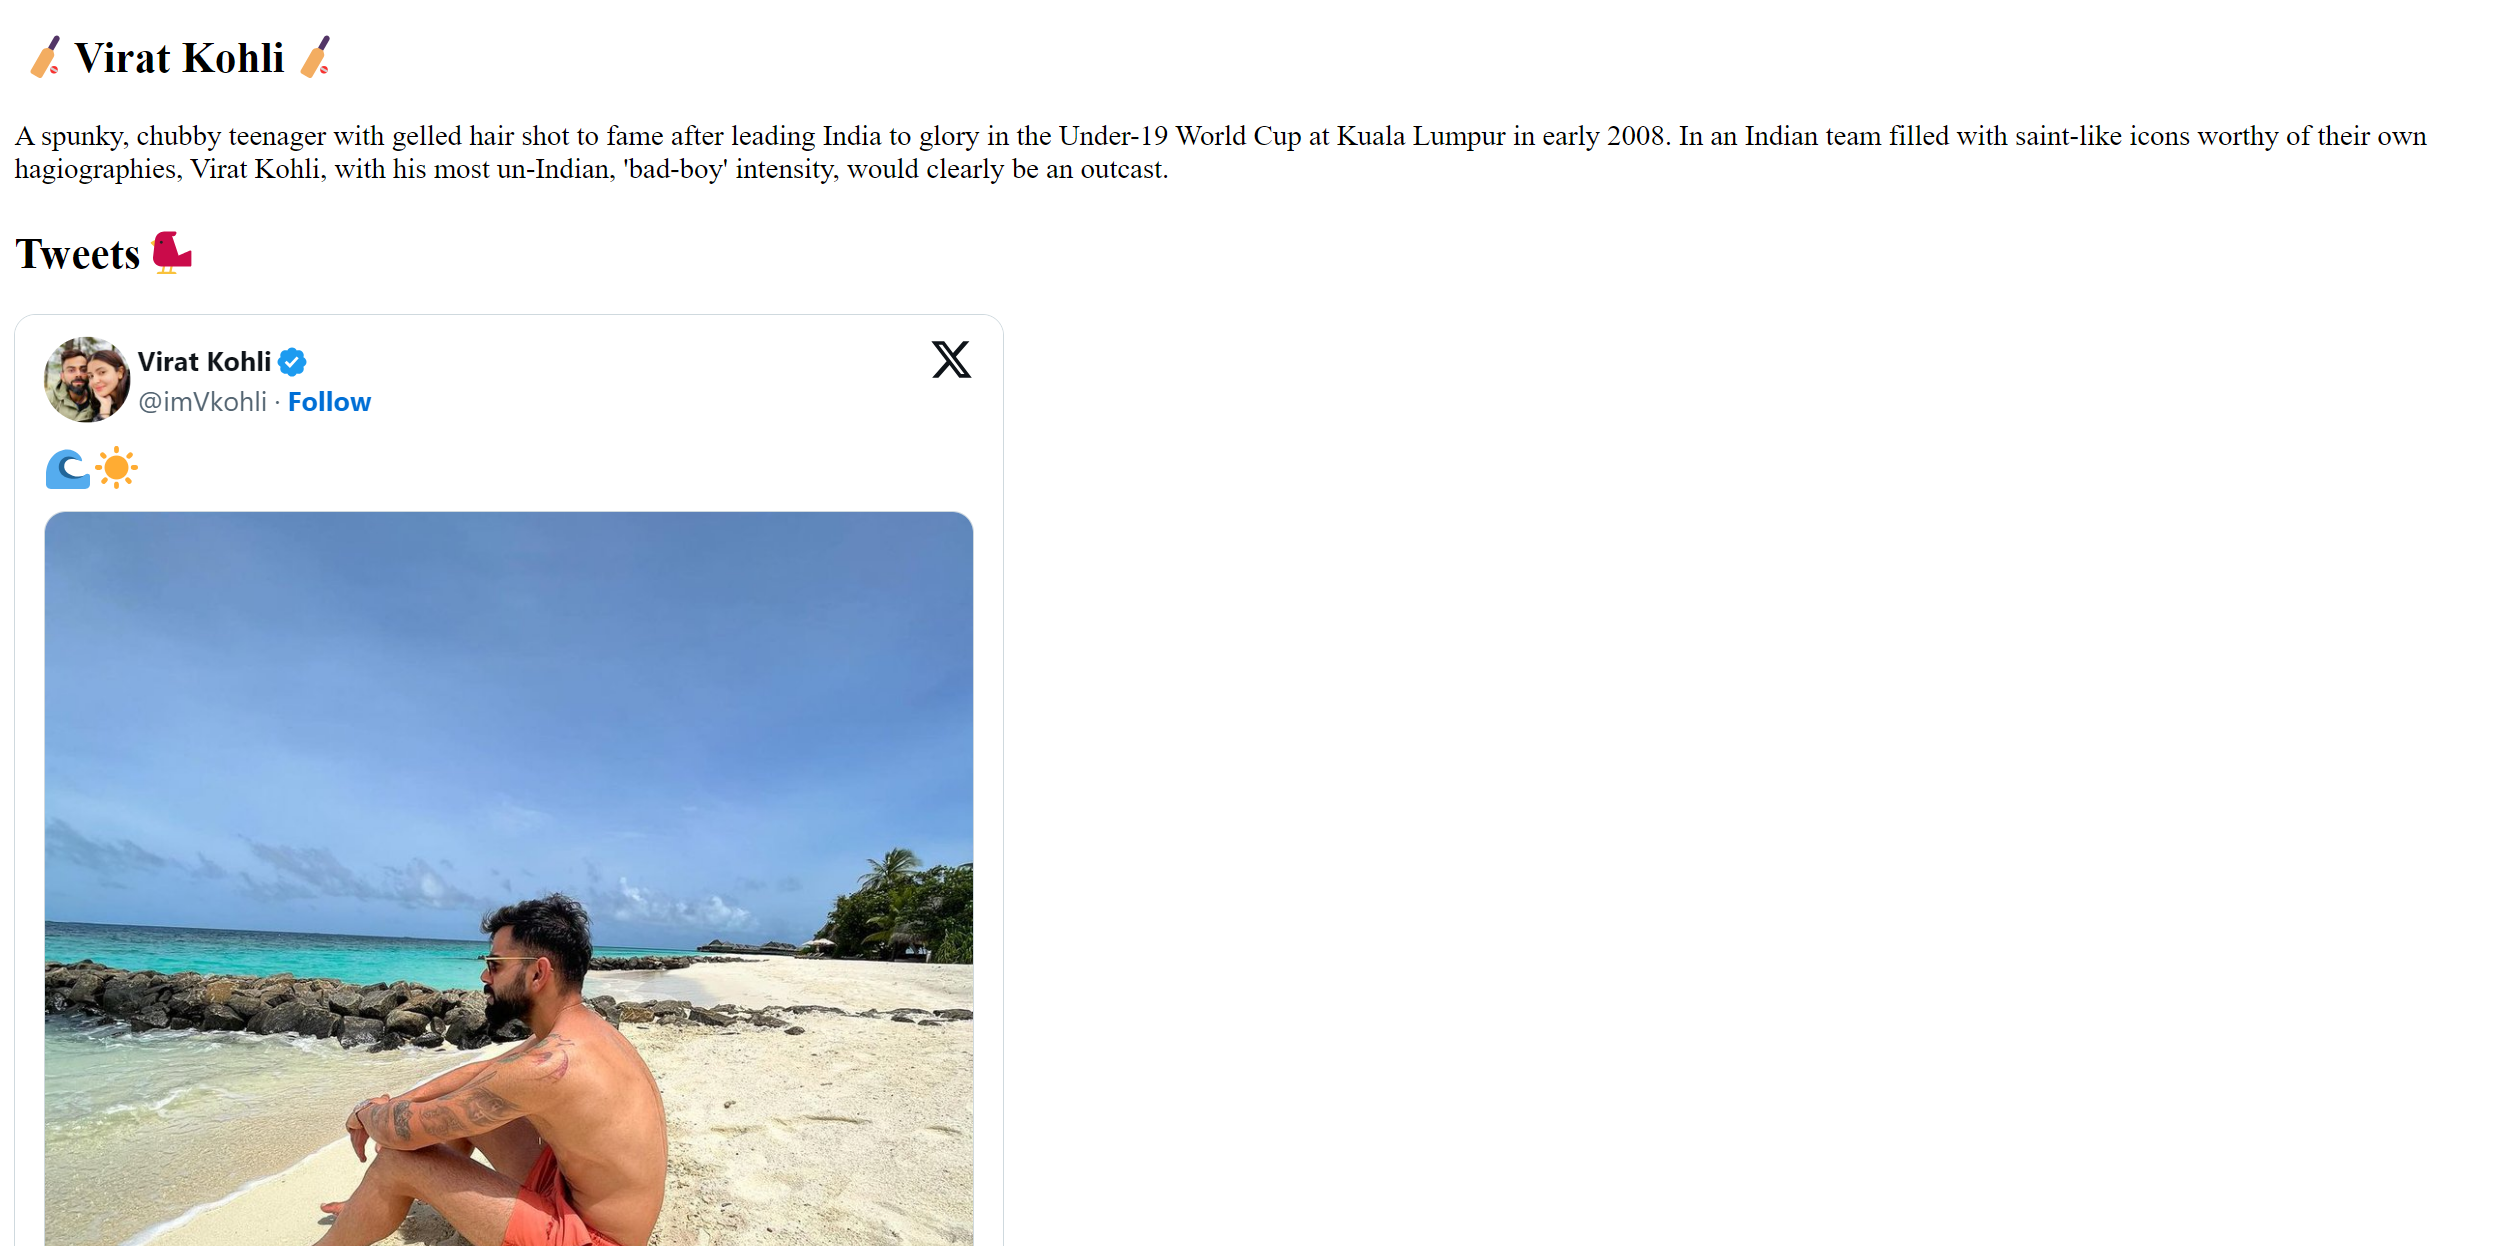 🏏 Virat Kohli 🏏
A spunky, chubby teenager with gelled hair shot to fame after leading India to glory in the Under-19 World Cup at Kuala Lumpur in early 2008. In an Indian team filled with saint-like icons worthy of their own
hagiographies, Virat Kohli, with his most un-Indian, 'bad-boy' intensity, would clearly be an outcast.
Tweets 🐦
Virat Kohli
@imVkohli · Follow
🌊☀️